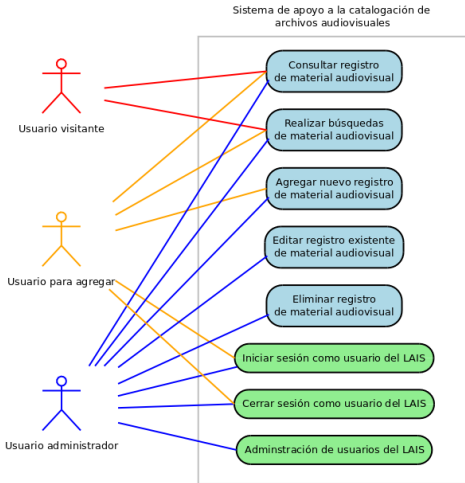 Sistema de apoyo a la catalogación de
archivos audiovisuales
Consultar registro
de material audiovisual
Usuario visitante
Realizar búsquedas
de material audiovisual
Agregar nuevo registro
de material audiovisual
Usuario para agregar
Editar registro existente
de material audiovisual
Eliminar registro
de material audiovisual
Iniciar sesión como usuario del LAIS
Cerrar sesión como usuario del LAIS
Usuario administrador
Adminstración de usuarios del LAIS